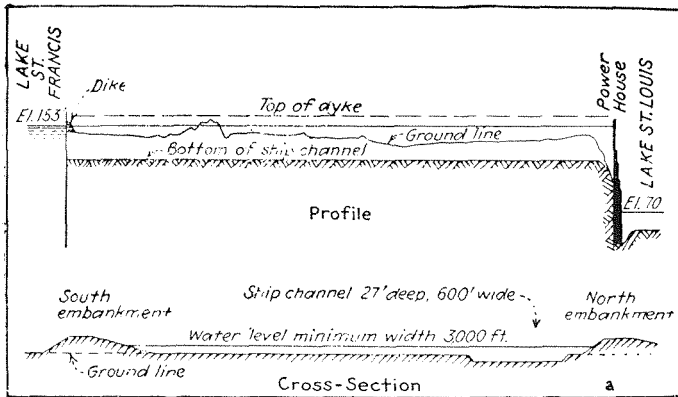 LAKE
ST.
FRANCIS
Dike
El. 153
Top of dyke
Power
House
LAKE ST. LOUIS
Ground line
Bottom of ship channel
El. 70
Profile
South
embankment
Ship channel 27' deep, 600' wide
North
embankment
Water level minimum width 3,000 ft.
Ground line
Cross-Section
a